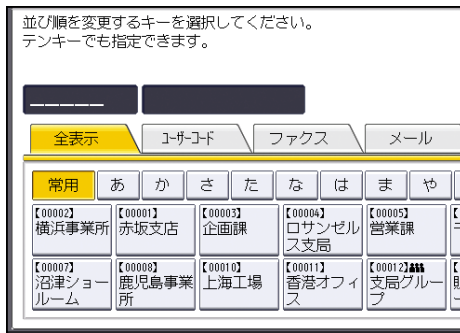 並び順を変更するキーを選択してください。
テンキーでも指定できます。
_____
全表示 ユーザーコード ファクス メール
常用 あ か さ た な は ま や
【00002】 【00001】 【00003】 【00004】 【00005】
横浜事業所 赤坂支店 企画課 ロサンゼル 営業課
ス支局
【00007】 【00008】 【00010】 【00011】 【00012】
沼津ショー 鹿児島事業 上海工場 香港オフィ 支局グルー
ルーム 所 ス プ